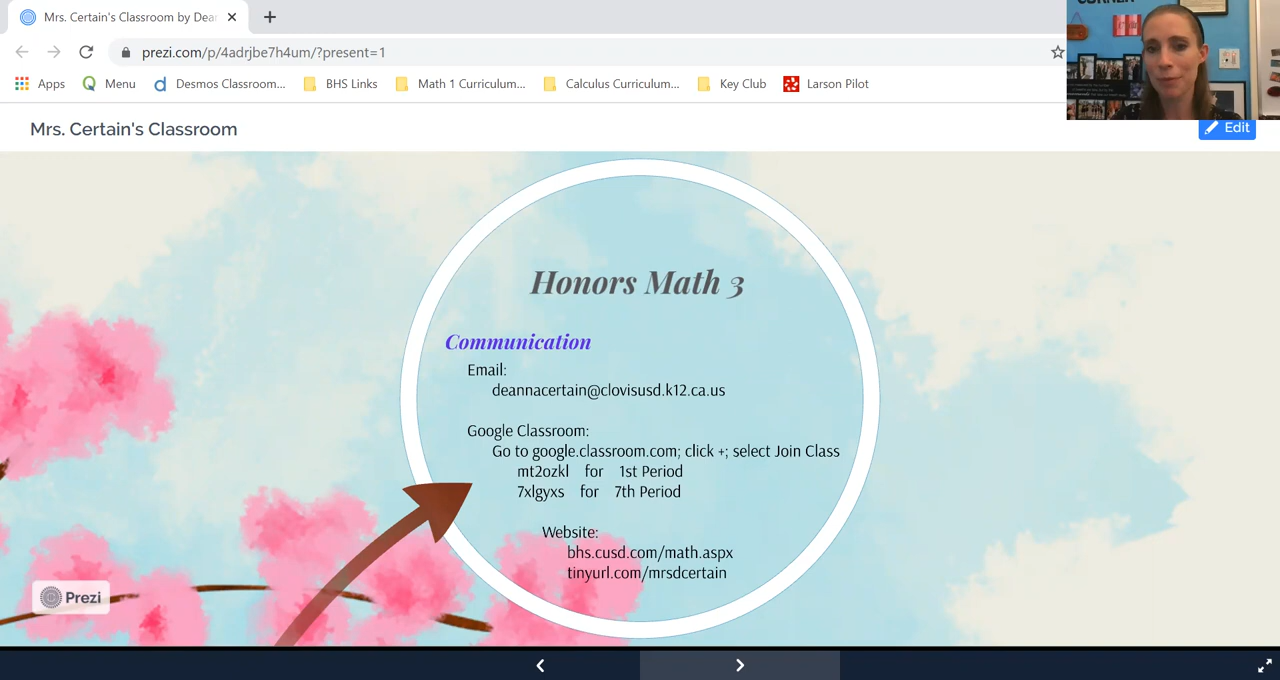 Mrs. Certain's Classroom by Dea
prezi.com/p/4adrjbe7h4um/?present=1
Apps Menu Desmos Classroom... BHS Links Math 1 Curriculum... Calculus Curriculum... Key Club Larson Pilot
Mrs. Certain's Classroom
Edit
Honors Math 3
Communication
Email:
deannacertain@clovisusd.k12.ca.us
Google Classroom:
Go to google.classroom.com; click +; select Join Class
mt2ozkl for 1st Period
7xlgyxs for 7th Period
Website:
bhs.cusd.com/math.aspx
tinyurl.com/mrsdcertain
Prezi